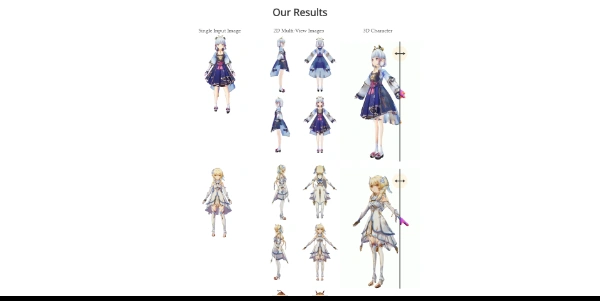 Our Results
Single Input Image
2D Multi-View Images
3D Character